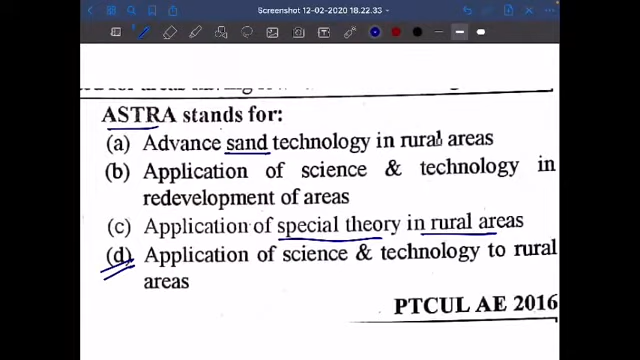 Screenshot 12-02-2020 18.22.33
ASTRA stands for:
(a) Advance sand technology in rural areas
(b) Application of science & technology in
redevelopment of areas
(c) Application of special theory in rural areas
(d) Application of science & technology to rural
areas
PTCUL AE 2016